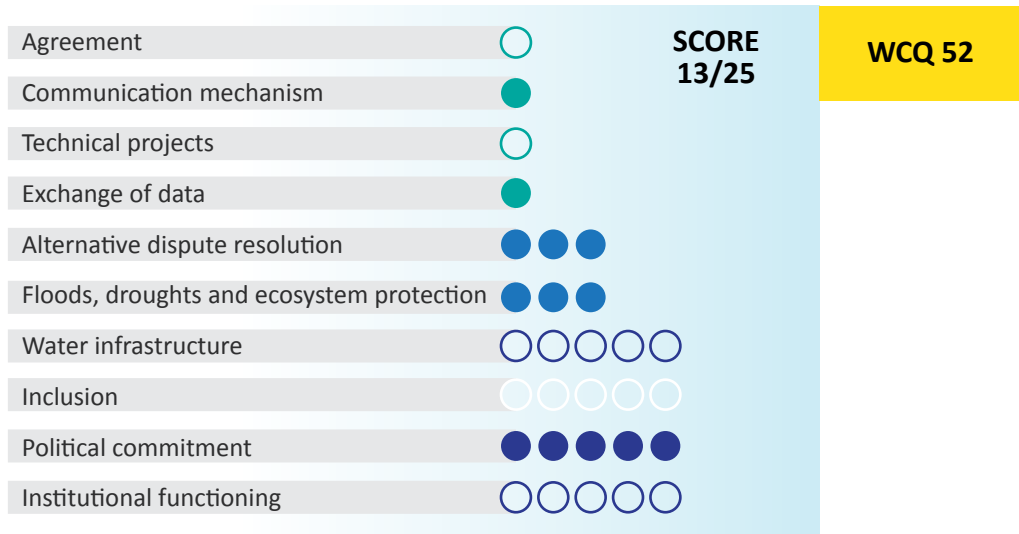 Agreement
SCORE
13/25
WCQ 52
Communication mechanism
Technical projects
Exchange of data
Alternative dispute resolution
Floods, droughts and ecosystem protection
Water infrastructure
Inclusion
Political commitment
Institutional functioning